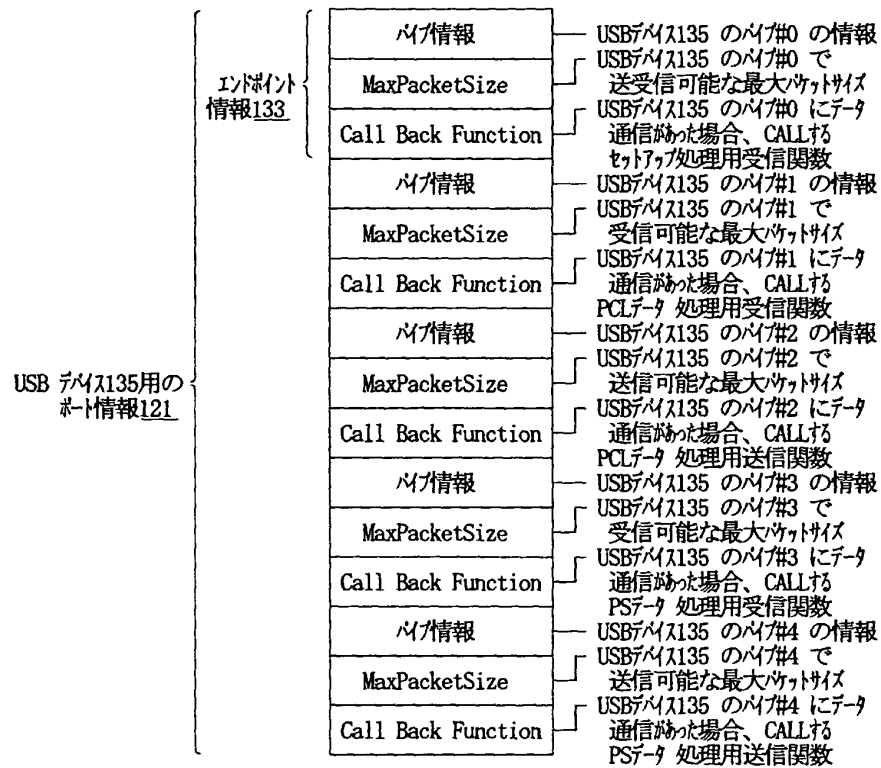 パイプ情報
USBデバイス135 のパイプ#0 の情報
エンドポイント
情報133
MaxPacketSize
USBデバイス135 のパイプ#0 で
送受信可能な最大パケットサイズ
Call Back Function
USBデバイス135 のパイプ#0 にデータ
通信があった場合、CALLする
セットアップ処理用受信関数
パイプ情報
USBデバイス135 のパイプ#1 の情報
MaxPacketSize
USBデバイス135 のパイプ#1 で
受信可能な最大パケットサイズ
Call Back Function
USBデバイス135 のパイプ#1 にデータ
通信があった場合、CALLする
PCLデータ 処理用受信関数
パイプ情報
USBデバイス135 のパイプ#2 の情報
USB デバイス135用の
ポート情報121
MaxPacketSize
USBデバイス135 のパイプ#2 で
送信可能な最大パケットサイズ
Call Back Function
USBデバイス135 のパイプ#2 にデータ
通信があった場合、CALLする
PCLデータ 処理用送信関数
パイプ情報
USBデバイス135 のパイプ#3 の情報
MaxPacketSize
USBデバイス135 のパイプ#3 で
受信可能な最大パケットサイズ
Call Back Function
USBデバイス135 のパイプ#3 にデータ
通信があった場合、CALLする
PSデータ 処理用受信関数
パイプ情報
USBデバイス135 のパイプ#4 の情報
MaxPacketSize
USBデバイス135 のパイプ#4 で
送信可能な最大パケットサイズ
Call Back Function
USBデバイス135 のパイプ#4 にデータ
通信があった場合、CALLする
PSデータ 処理用送信関数